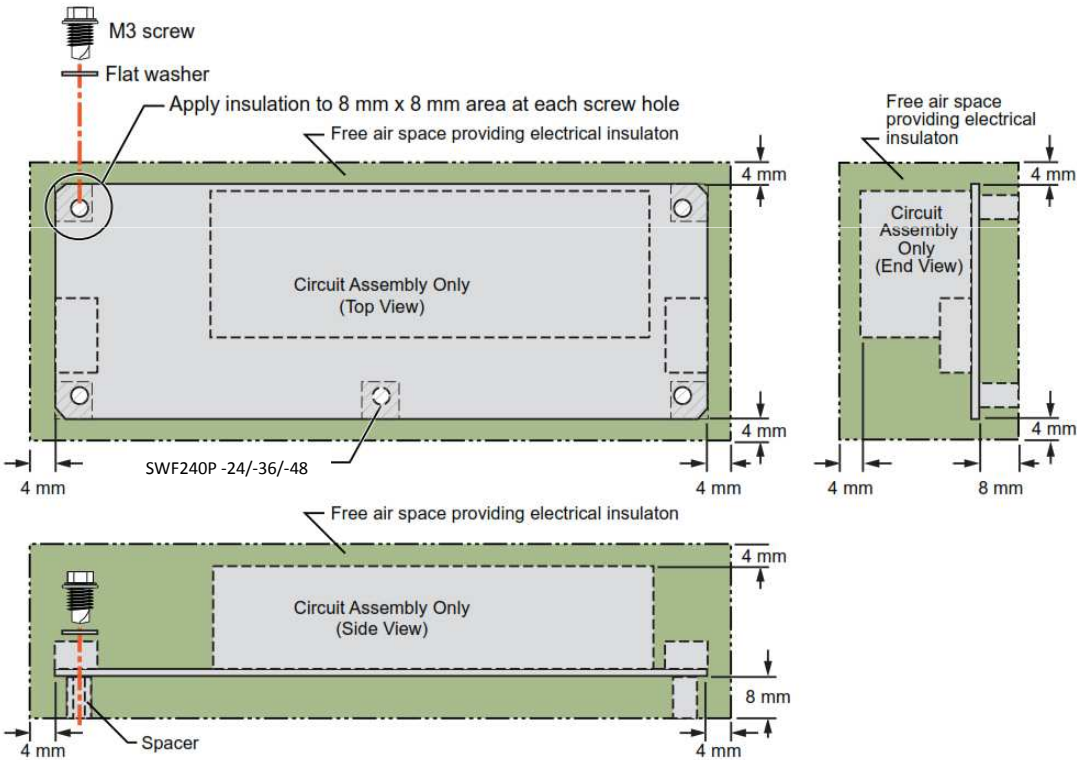 M3 screw
Flat washer
Apply insulation to 8 mm x 8 mm area at each screw hole
Free air space providing electrical insulaton
Free air space
providing electrical
insulaton
4 mm
4 mm
Circuit Assembly Only
(Top View)
Circuit
Assembly
Only
(End View)
4 mm
4 mm
SWF240P -24/-36/-48
4 mm
4 mm
4 mm
8 mm
Free air space providing electrical insulaton
4 mm
Circuit Assembly Only
(Side View)
8 mm
Spacer
4 mm
4 mm